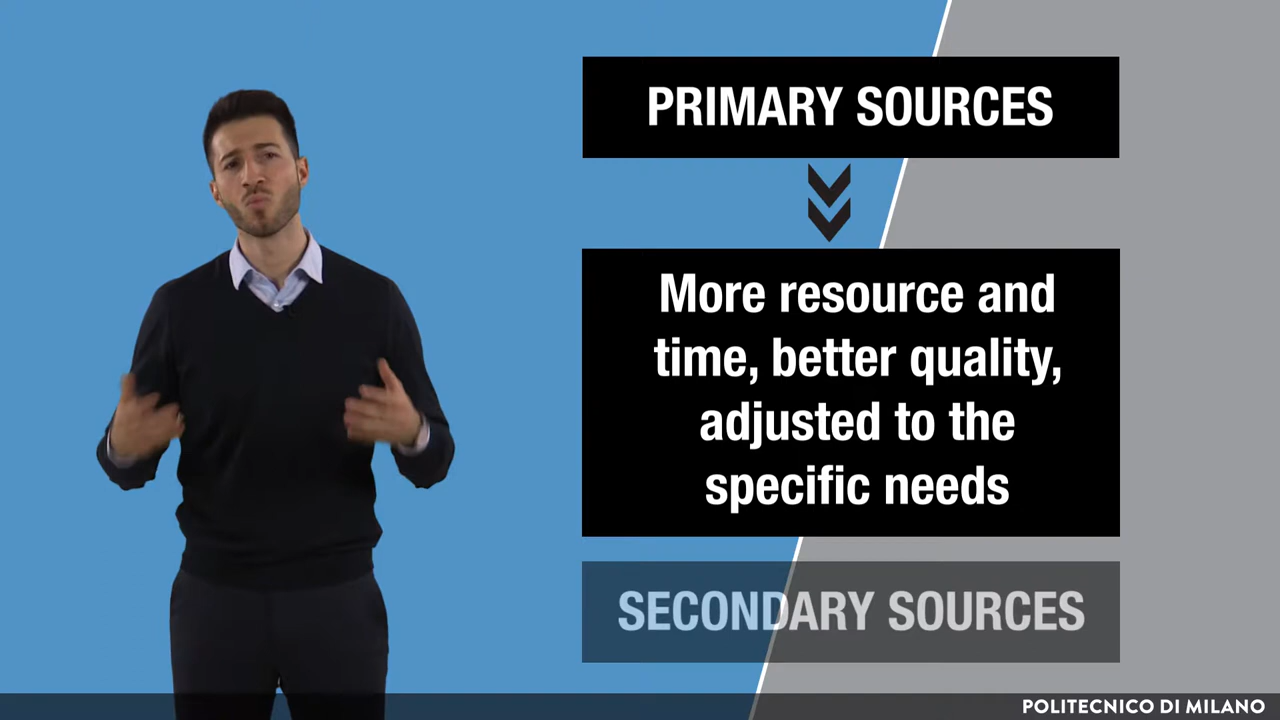 PRIMARY SOURCES
More resource and
time, better quality,
adjusted to the
specific needs
SECONDARY SOURCES
POLITECNICO DI MILANO